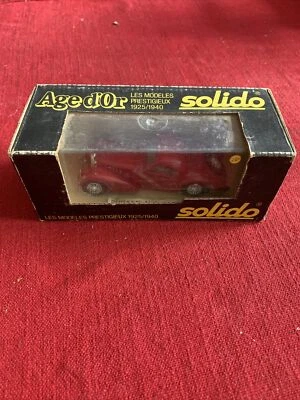 Age d'Or
LES MODELES
PRESTIGIEUX
1925/1940
solido
LES MODELES PRESTIGIEUX 1925/1940
solido